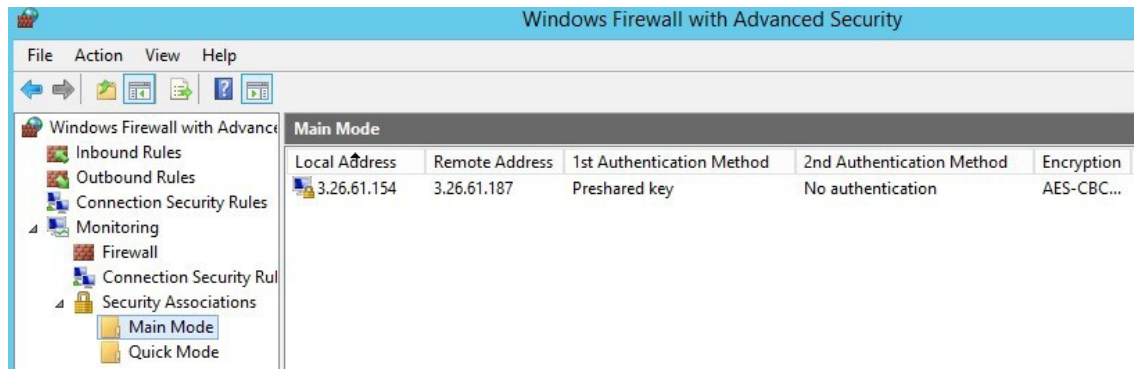 Windows Firewall with Advanced Security
File Action View Help
Windows Firewall with Advance
Inbound Rules
Outbound Rules
Connection Security Rules
Monitoring
Firewall
Connection Security Rul
Security Associations
Main Mode
Quick Mode
Main Mode
Local Address Remote Address 1st Authentication Method 2nd Authentication Method Encryption
3.26.61.154 3.26.61.187 Preshared key No authentication AES-CBC...